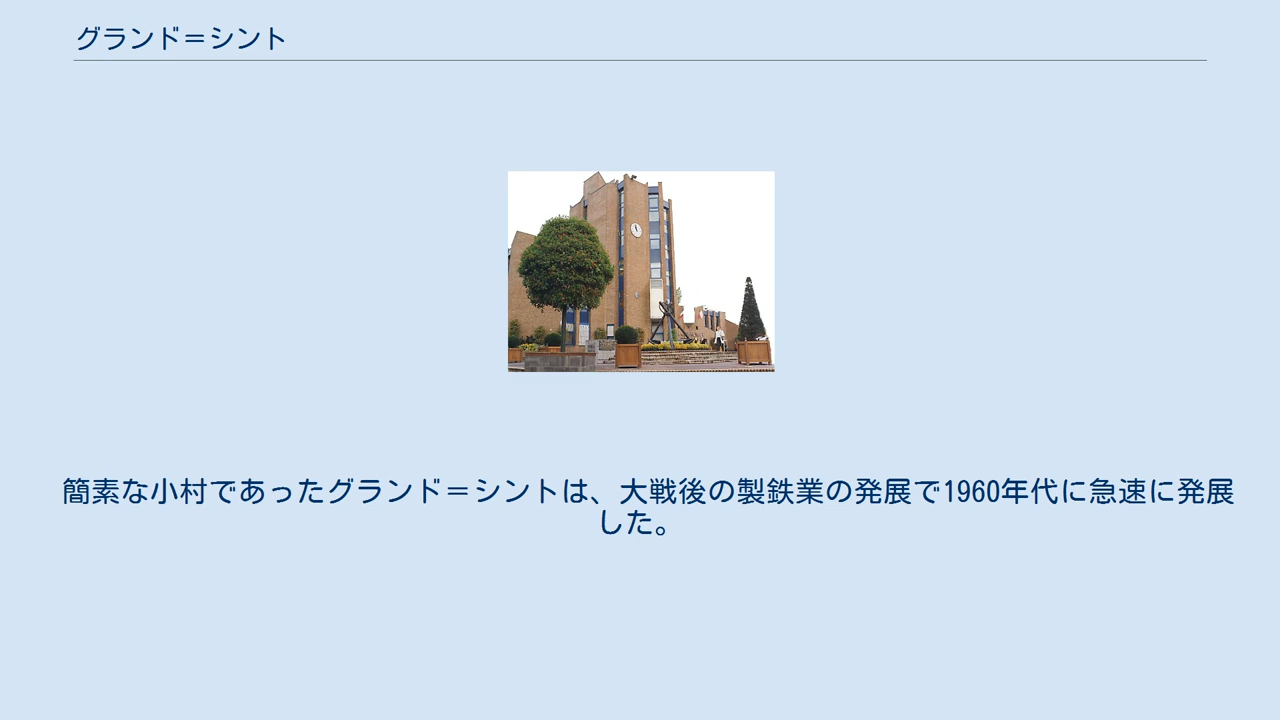 グランド＝シント
簡素な小村であったグランド＝シントは、大戦後の製鉄業の発展で1960年代に急速に発展
した。